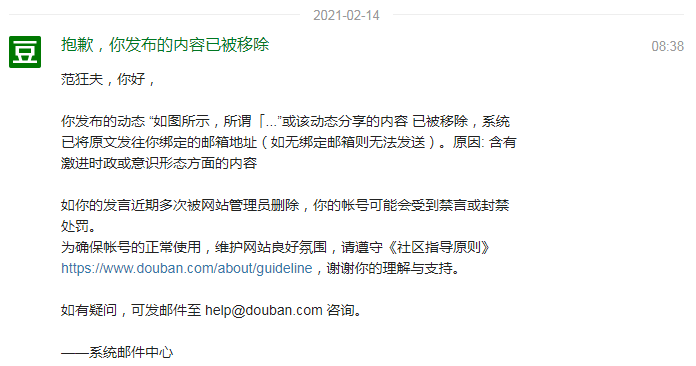 2021-02-14
豆
抱歉，你发布的内容已被移除
08:38
范狂夫，你好，
你发布的动态 “如图所示，所谓「...”或该动态分享的内容 已被移除，系统
已将原文发往你绑定的邮箱地址（如无绑定邮箱则无法发送）。原因: 含有
激进时政或意识形态方面的内容
如你的发言近期多次被网站管理员删除，你的帐号可能会受到禁言或封禁
处罚。
为确保帐号的正常使用，维护网站良好氛围，请遵守《社区指导原则》
https://www.douban.com/about/guideline，谢谢你的理解与支持。
如有疑问，可发邮件至 help@douban.com 咨询。
——系统邮件中心